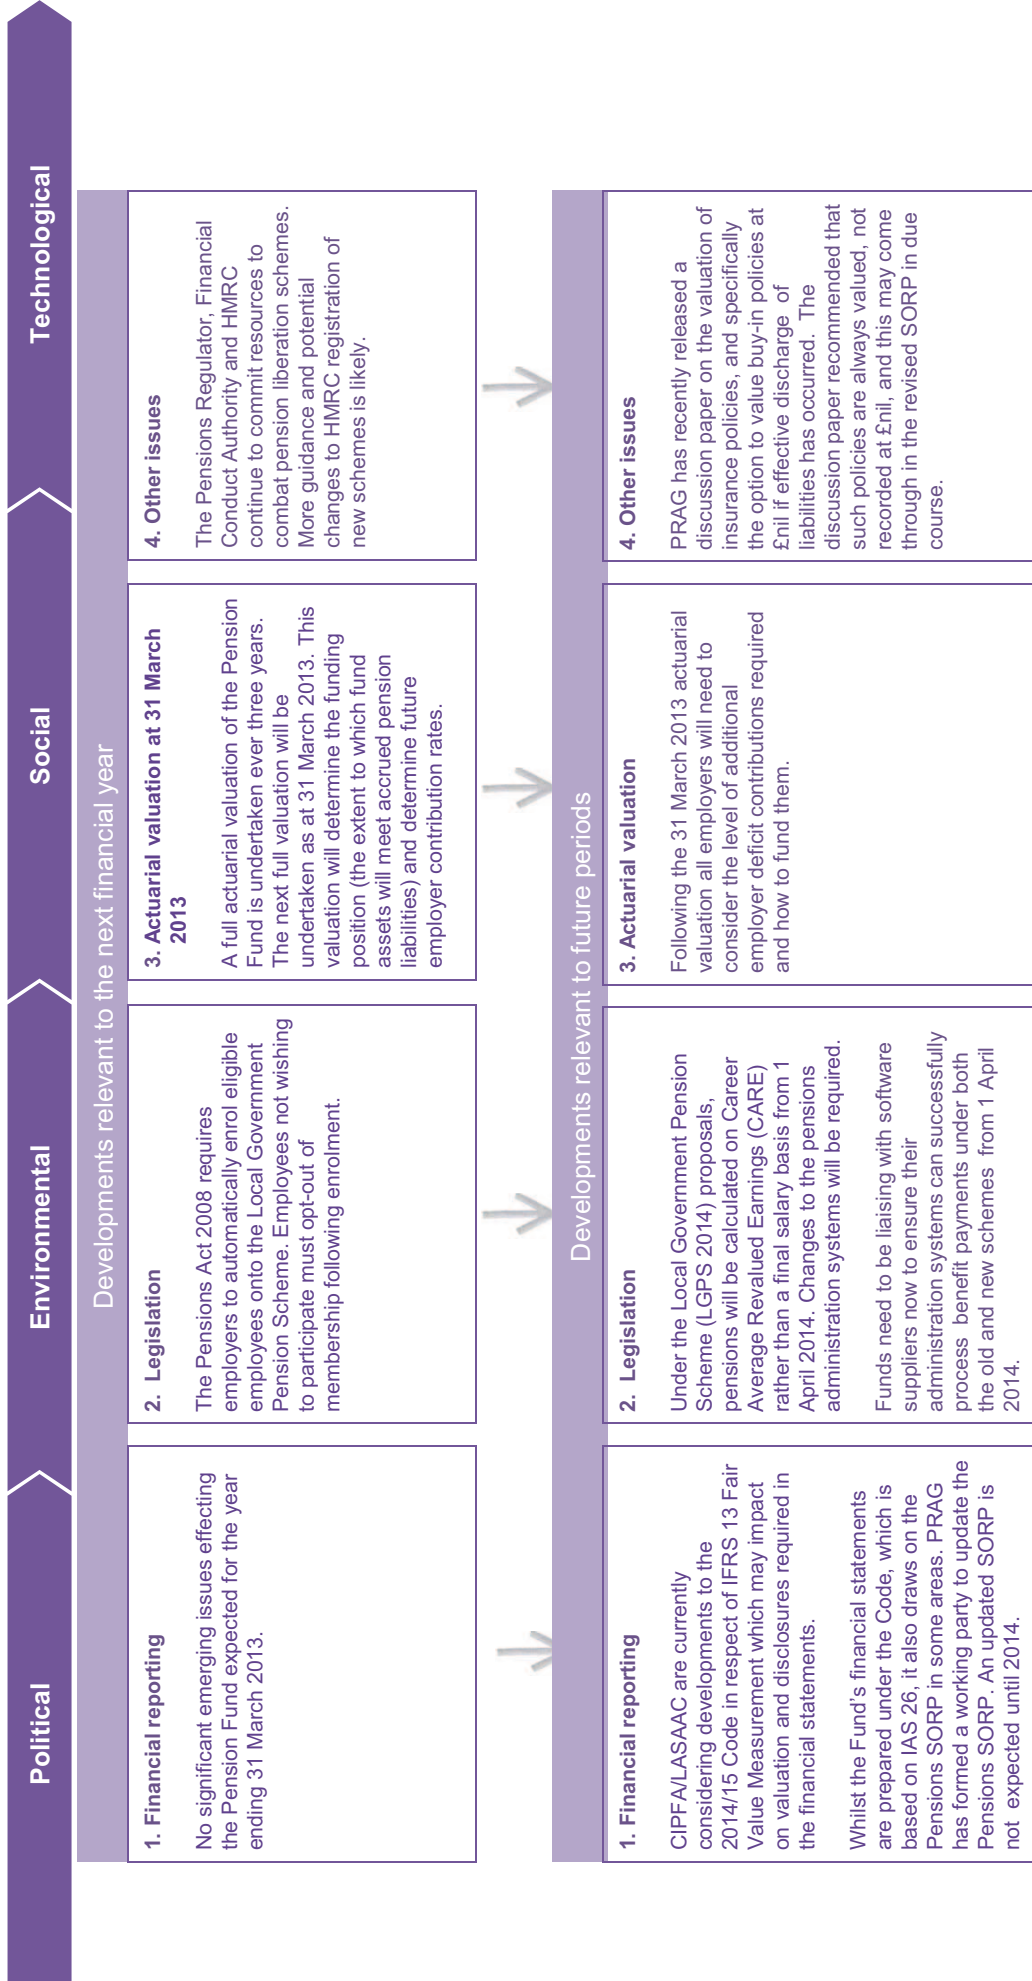 Political
Environmental
Social
Technological
Developments relevant to the next financial year
1. Financial reporting
No significant emerging issues effecting
the Pension Fund expected for the year
ending 31 March 2013.
2. Legislation
The Pensions Act 2008 requires
employers to automatically enrol eligible
employees onto the Local Government
Pension Scheme. Employees not wishing
to participate must opt-out of
membership following enrolment.
3. Actuarial valuation at 31 March
2013
A full actuarial valuation of the Pension
Fund is undertaken ever three years.
The next full valuation will be
undertaken as at 31 March 2013. This
valuation will determine the funding
position (the extent to which fund
assets will meet accrued pension
liabilities) and determine future
employer contribution rates.
4. Other issues
The Pensions Regulator, Financial
Conduct Authority and HMRC
continue to commit resources to
combat pension liberation schemes.
More guidance and potential
changes to HMRC registration of
new schemes is likely.
Developments relevant to future periods
1. Financial reporting
CIPFA/LASAAC are currently
considering developments to the
2014/15 Code in respect of IFRS 13 Fair
Value Measurement which may impact
on valuation and disclosures required in
the financial statements.
Whilst the Fund's financial statements
are prepared under the Code, which is
based on IAS 26, it also draws on the
Pensions SORP in some areas. PRAG
has formed a working party to update the
Pensions SORP. An updated SORP is
not expected until 2014.
2. Legislation
Under the Local Government Pension
Scheme (LGPS 2014) proposals,
pensions will be calculated on Career
Average Revalued Earnings (CARE)
rather than a final salary basis from 1
April 2014. Changes to the pensions
administration systems will be required.
Funds need to be liaising with software
suppliers now to ensure their
administration systems can successfully
process benefit payments under both
the old and new schemes from 1 April
2014.
3. Actuarial valuation
Following the 31 March 2013 actuarial
valuation all employers will need to
consider the level of additional
employer deficit contributions required
and how to fund them.
4. Other issues
PRAG has recently released a
discussion paper on the valuation of
insurance policies, and specifically
the option to value buy-in policies at
£nil if effective discharge of
liabilities has occurred. The
discussion paper recommended that
such policies are always valued, not
recorded at £nil, and this may come
through in the revised SORP in due
course.